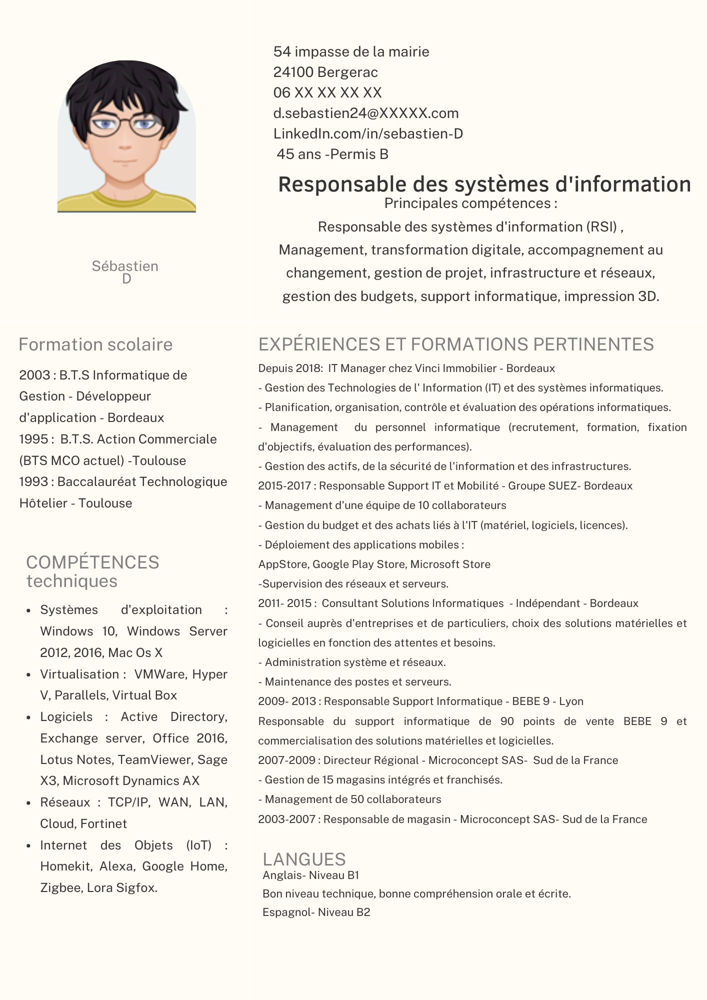 54 impasse de la mairie
24100 Bergerac
06 XX XX XX XX
d.sebastien24@XXXXX.com
LinkedIn.com/in/sebastien-D
45 ans -Permis B
Responsable des systèmes d'information
Principales compétences :
Responsable des systèmes d'information (RSI) ,
Management, transformation digitale, accompagnement au
changement, gestion de projet, infrastructure et réseaux,
gestion des budgets, support informatique, impression 3D.
Sébastien
D
Formation scolaire
2003 : B.T.S Informatique de
Gestion - Développeur
d'application - Bordeaux
1995 : B.T.S. Action Commerciale
(BTS MCO actuel) -Toulouse
1993 : Baccalauréat Technologique
Hôtelier - Toulouse
COMPÉTENCES
techniques
• Systèmes d'exploitation :
Windows 10, Windows Server
2012, 2016, Mac Os X
• Virtualisation : VMWare, Hyper
V, Parallels, Virtual Box
• Logiciels : Active Directory,
Exchange server, Office 2016,
Lotus Notes, TeamViewer, Sage
X3, Microsoft Dynamics AX
• Réseaux : TCP/IP, WAN, LAN,
Cloud, Fortinet
• Internet des Objets (IoT) :
Homekit, Alexa, Google Home,
Zigbee, Lora Sigfox.
EXPÉRIENCES ET FORMATIONS PERTINENTES
Depuis 2018: IT Manager chez Vinci Immobilier - Bordeaux
- Gestion des Technologies de l' Information (IT) et des systèmes informatiques.
- Planification, organisation, contrôle et évaluation des opérations informatiques.
- Management du personnel informatique (recrutement, formation, fixation
d'objectifs, évaluation des performances).
- Gestion des actifs, de la sécurité de l'information et des infrastructures.
2015-2017 : Responsable Support IT et Mobilité - Groupe SUEZ- Bordeaux
- Management d'une équipe de 10 collaborateurs
- Gestion du budget et des achats liés à l'IT (matériel, logiciels, licences).
- Déploiement des applications mobiles :
AppStore, Google Play Store, Microsoft Store
-Supervision des réseaux et serveurs.
2011- 2015 : Consultant Solutions Informatiques - Indépendant - Bordeaux
- Conseil auprès d'entreprises et de particuliers, choix des solutions matérielles et
logicielles en fonction des attentes et besoins.
- Administration système et réseaux.
- Maintenance des postes et serveurs.
2009- 2013 : Responsable Support Informatique - BEBE 9 - Lyon
Responsable du support informatique de 90 points de vente BEBE 9 et
commercialisation des solutions matérielles et logicielles.
2007-2009 : Directeur Régional - Microconcept SAS- Sud de la France
- Gestion de 15 magasins intégrés et franchisés.
- Management de 50 collaborateurs
2003-2007 : Responsable de magasin - Microconcept SAS- Sud de la France
LANGUES
Anglais- Niveau B1
Bon niveau technique, bonne compréhension orale et écrite.
Espagnol- Niveau B2